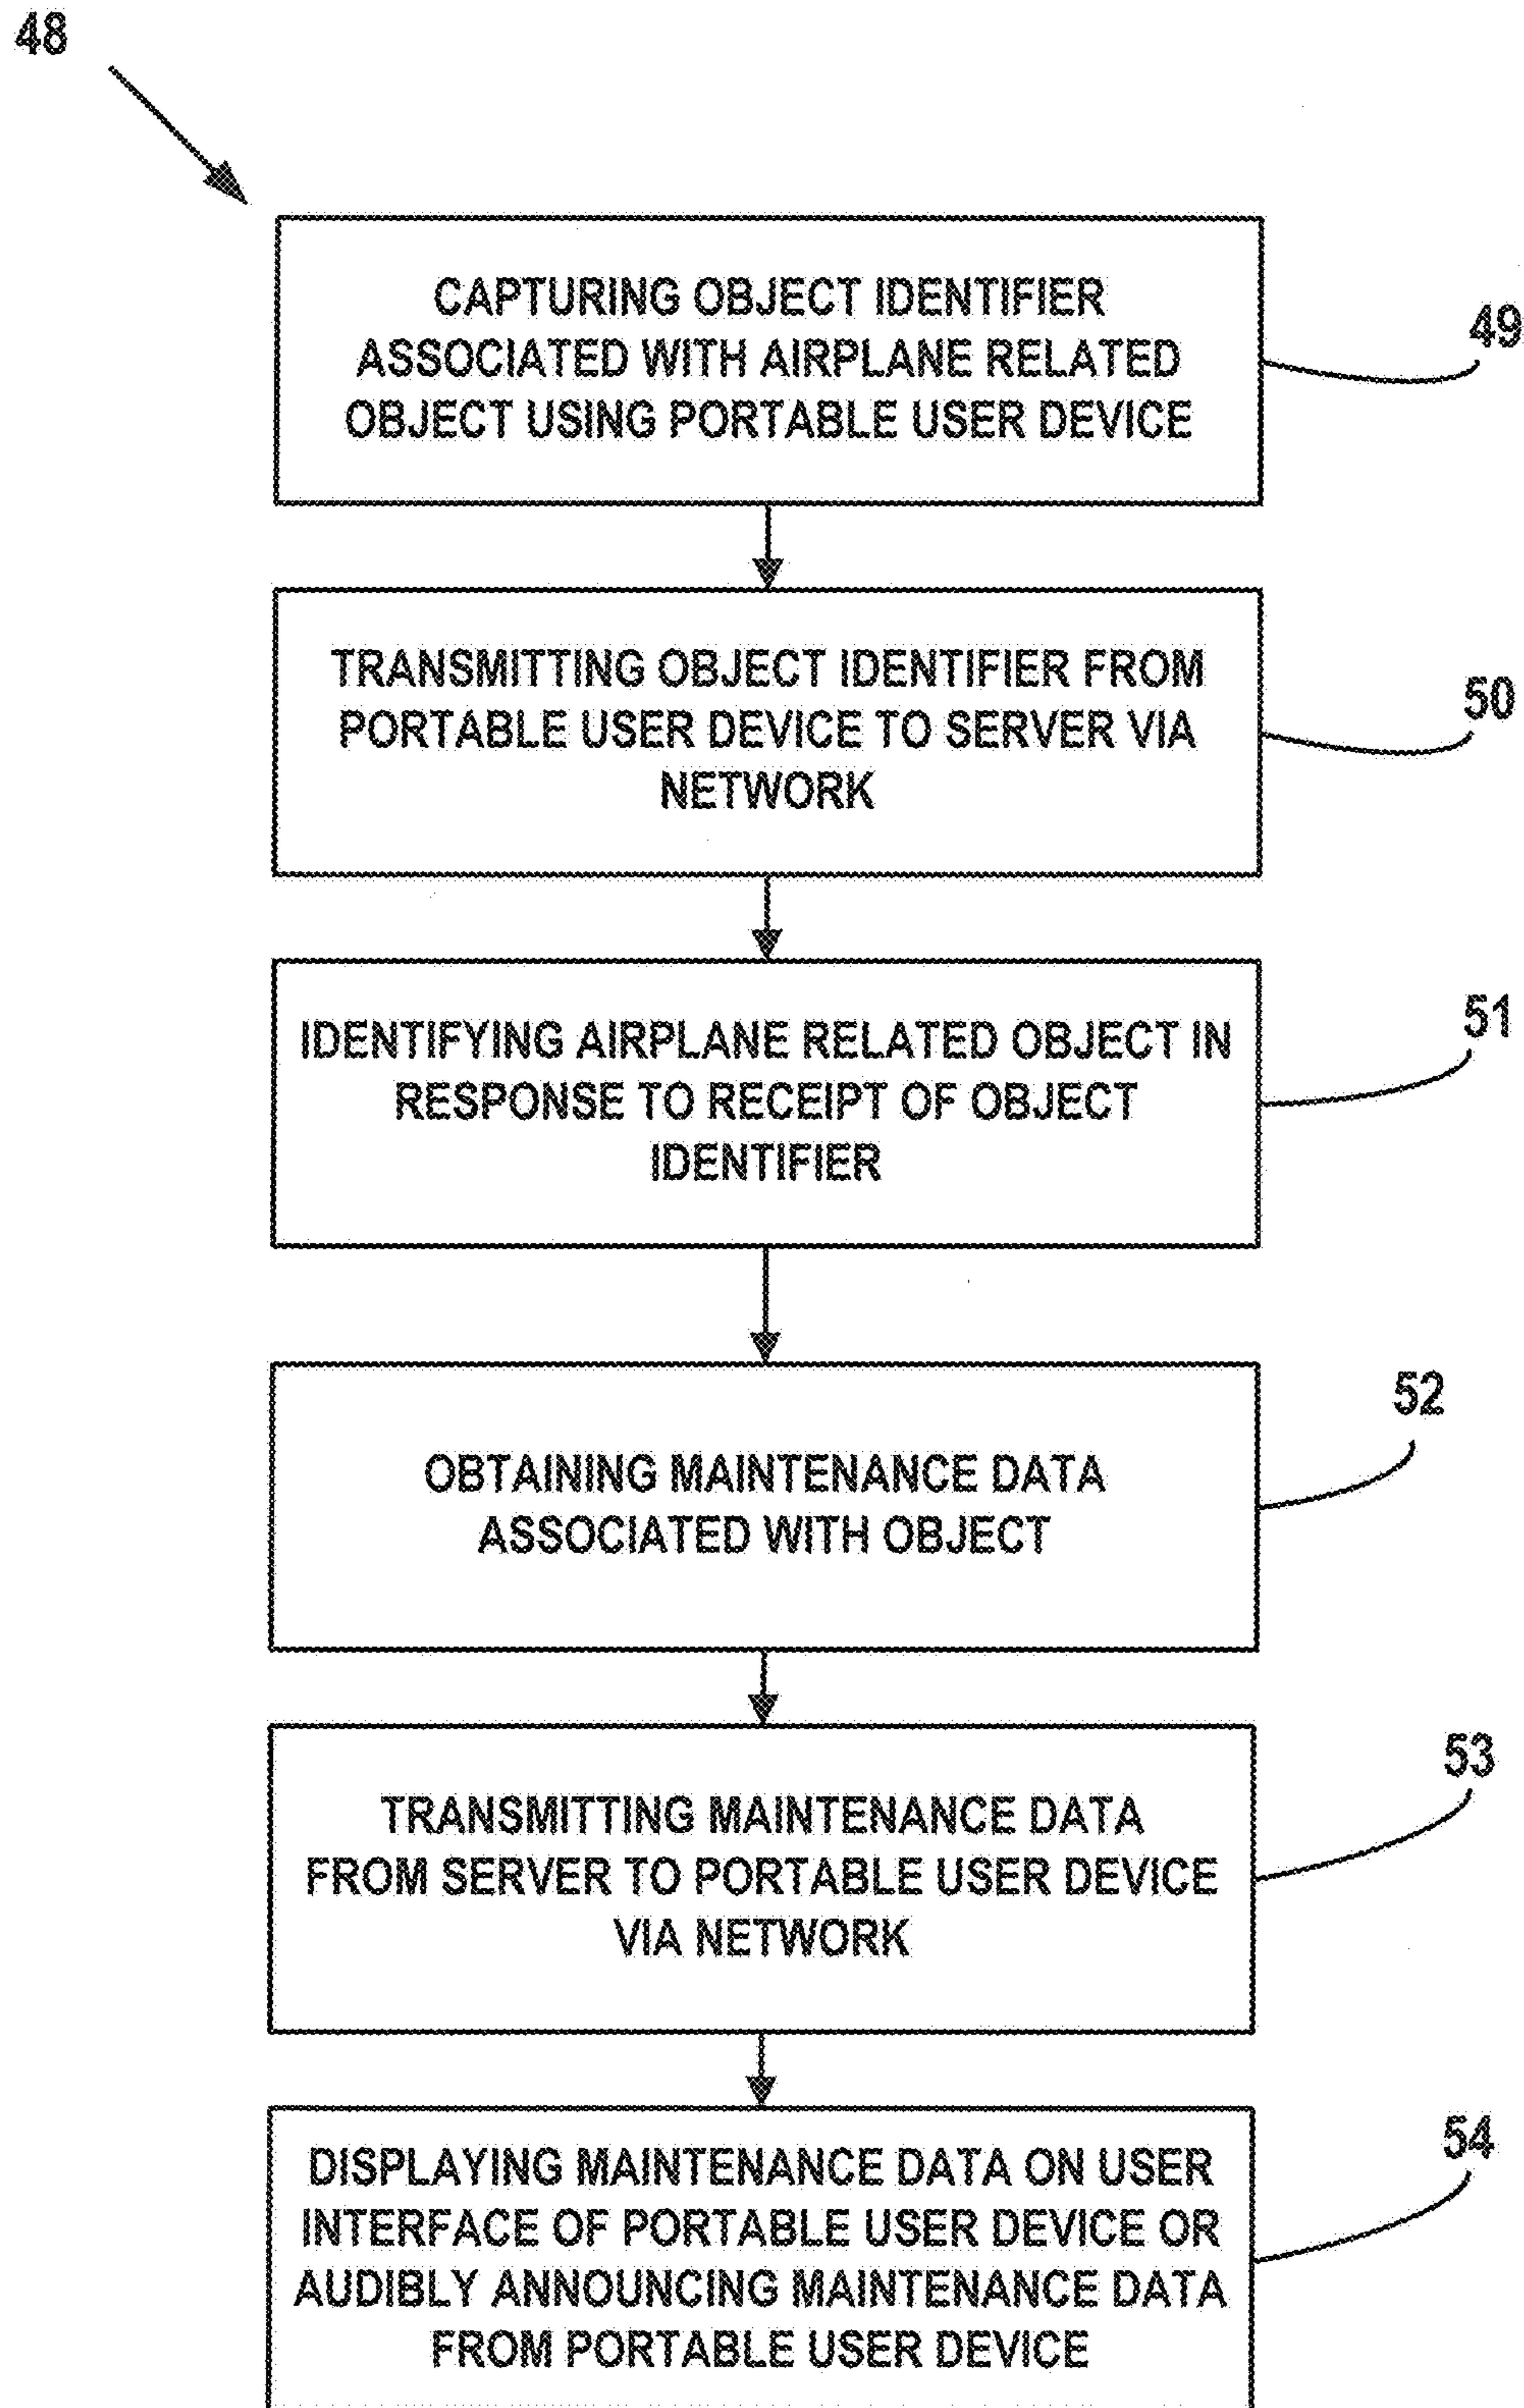 48
CAPTURING OBJECT IDENTIFIER
ASSOCIATED WITH AIRPLANE RELATED
OBJECT USING PORTABLE USER DEVICE
49
TRANSMITTING OBJECT IDENTIFIER FROM
PORTABLE USER DEVICE TO SERVER VIA
NETWORK
50
IDENTIFYING AIRPLANE RELATED OBJECT IN
RESPONSE TO RECEIPT OF OBJECT
IDENTIFIER
51
OBTAINING MAINTENANCE DATA
ASSOCIATED WITH OBJECT
52
TRANSMITTING MAINTENANCE DATA
FROM SERVER TO PORTABLE USER DEVICE
VIA NETWORK
53
DISPLAYING MAINTENANCE DATA ON USER
INTERFACE OF PORTABLE USER DEVICE OR
AUDIBLY ANNOUNCING MAINTENANCE DATA
FROM PORTABLE USER DEVICE
54